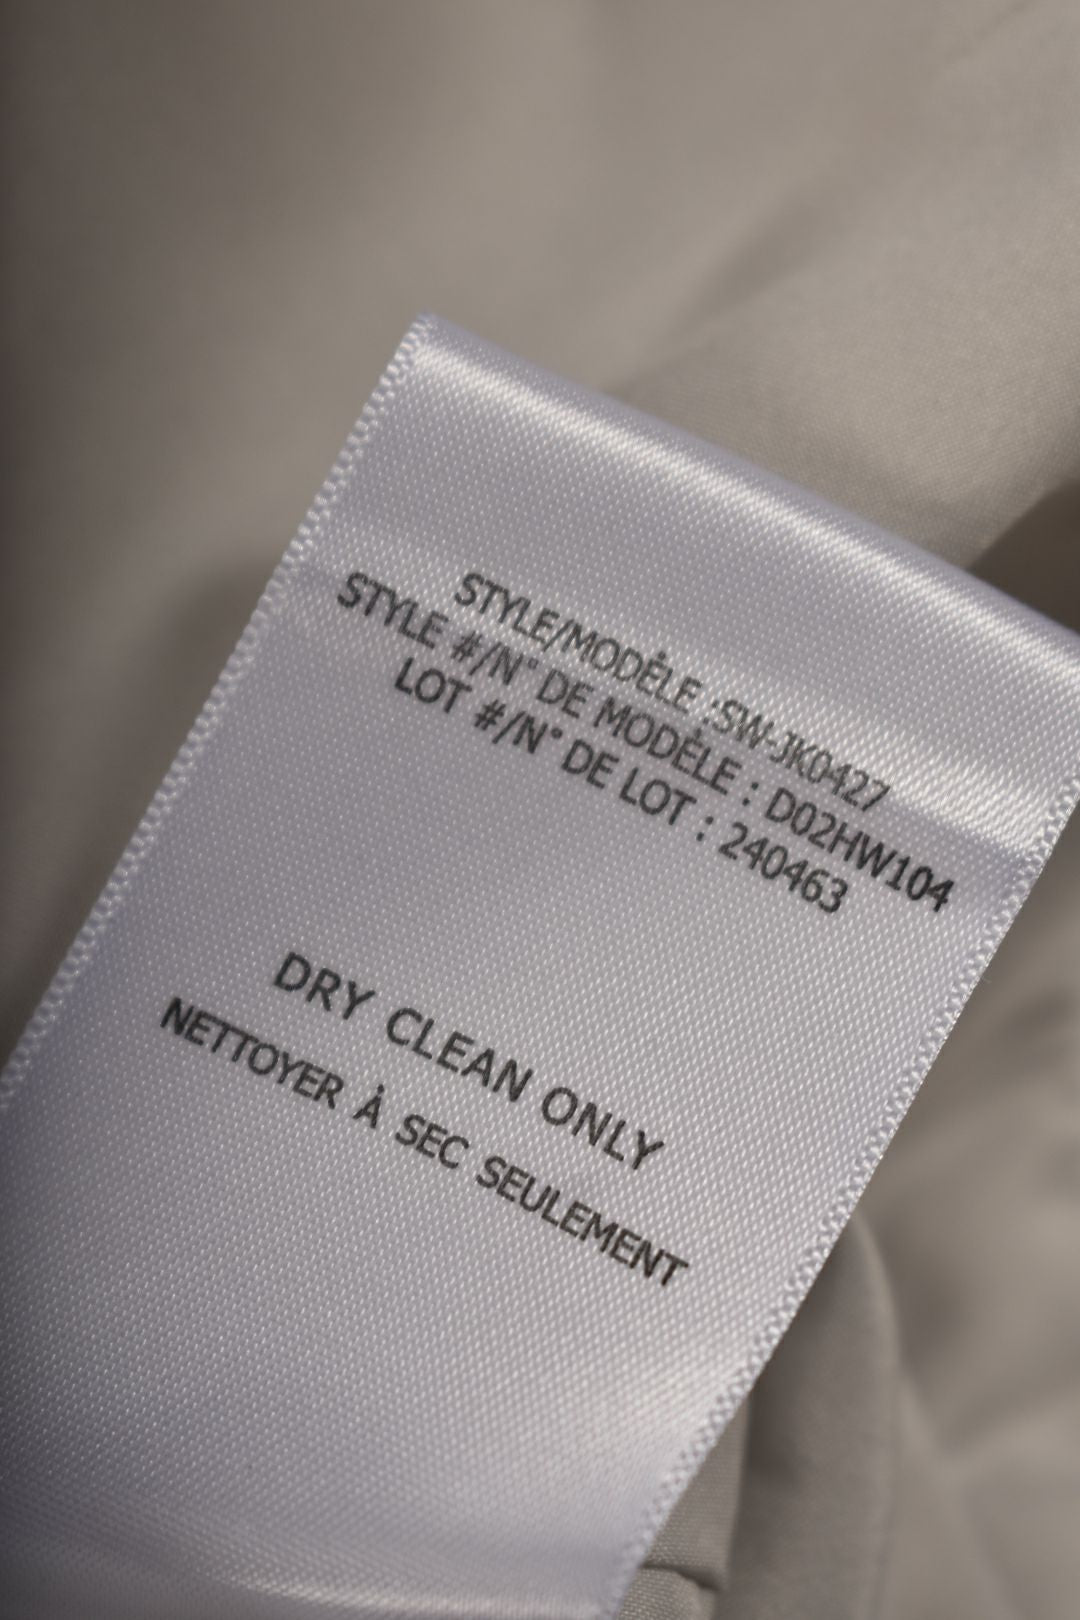 STYLE/MODÈLE :SW-JK0427
STYLE #/N° DE MODÈLE : D02HW104
LOT #/N° DE LOT : 240463
DRY CLEAN ONLY
NETTOYER À SEC SEULEMENT